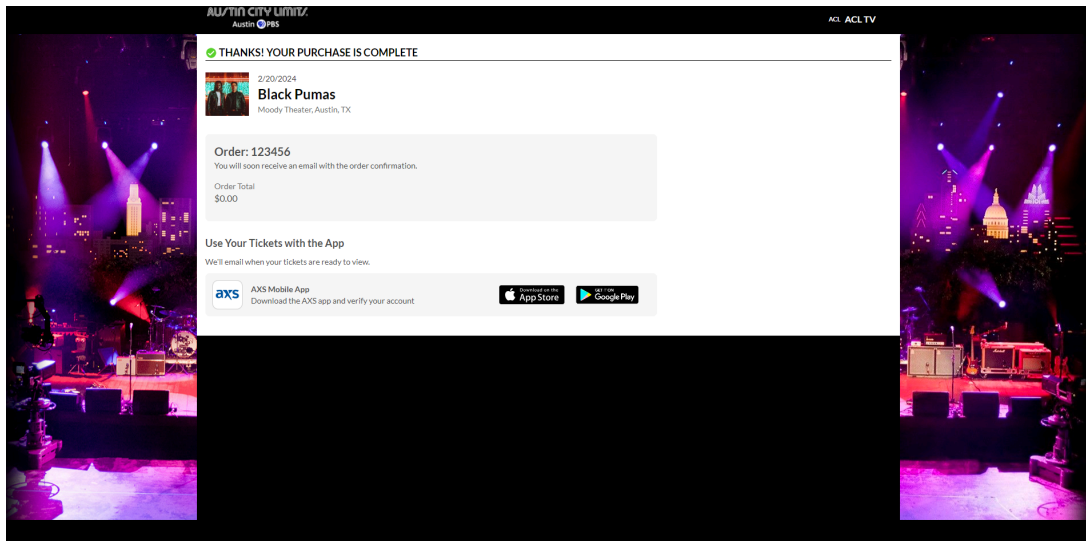 AUSTIN CITY LIMITS.
Austin PBS
ACL ACL TV
THANKS! YOUR PURCHASE IS COMPLETE
2/20/2024
Black Pumas
Moody Theater, Austin, TX
Order: 123456
You will soon receive an email with the order confirmation.
Order Total
$0.00
Use Your Tickets with the App
We'll email when your tickets are ready to view.
axs
AXS Mobile App
Download the AXS app and verify your account
Download on the
App Store
GET IT ON
Google Play